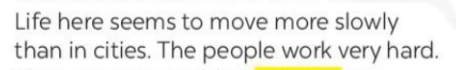 Life here seems to move more slowly
than in cities. The people work very hard.